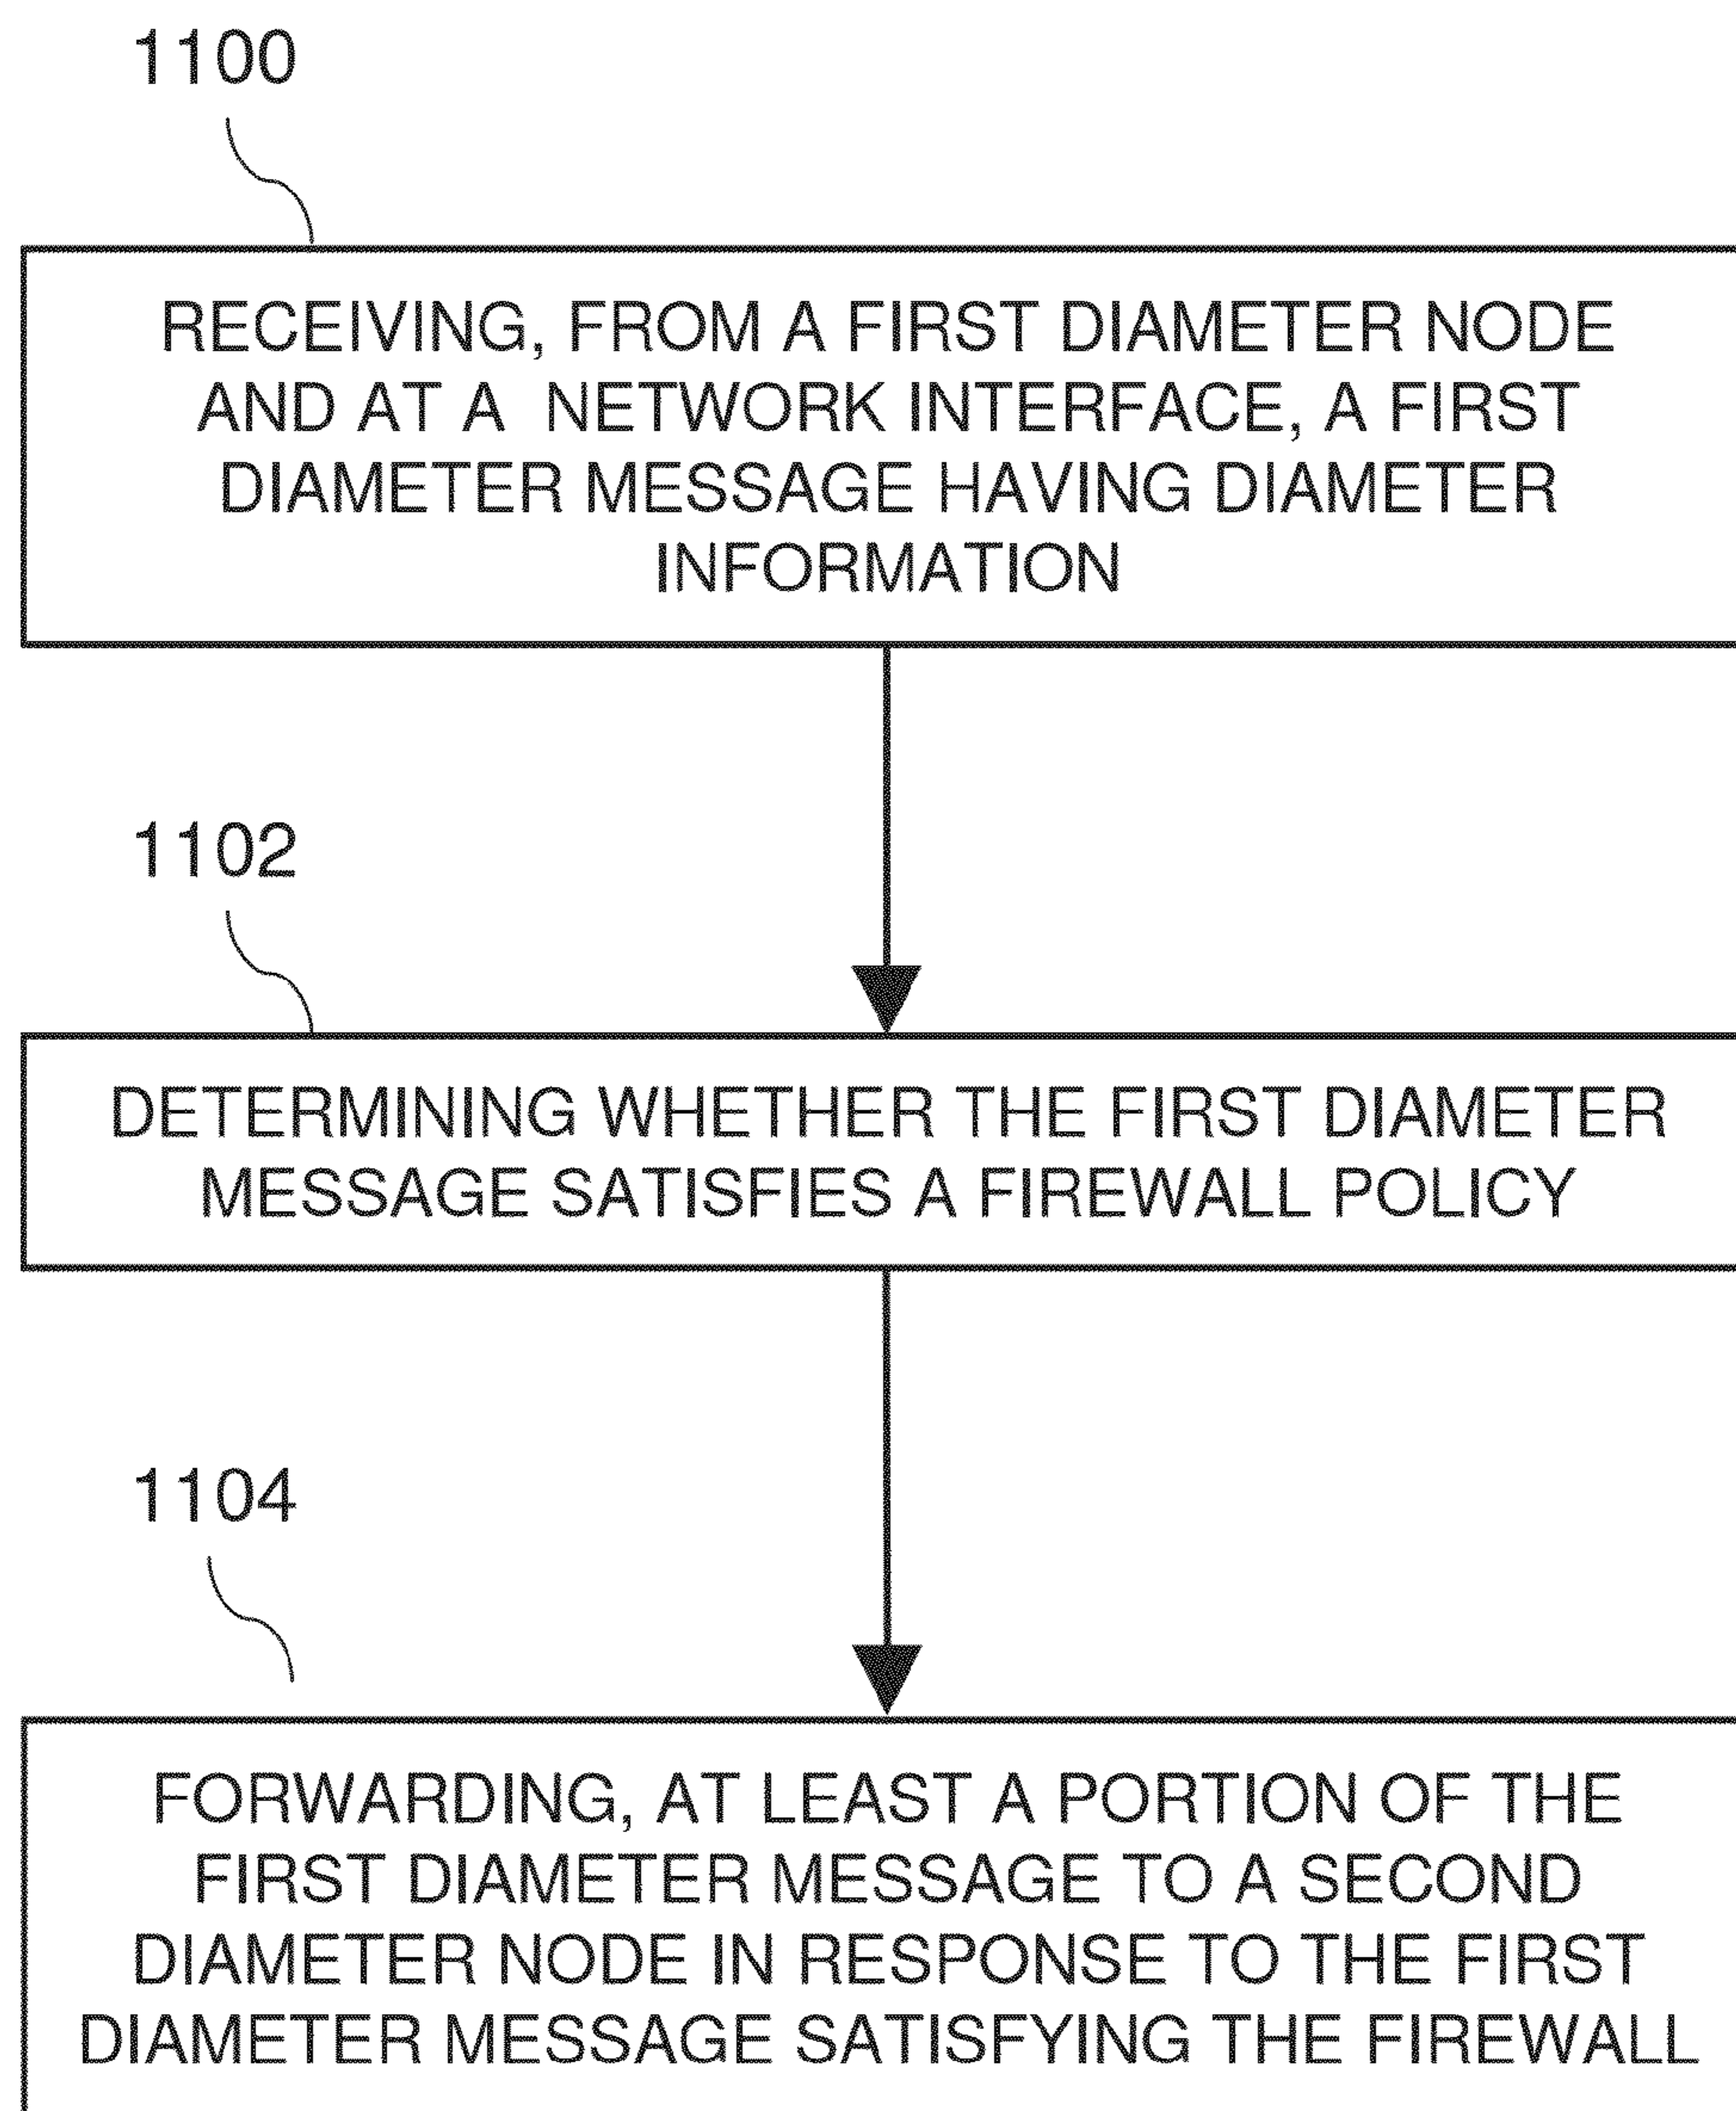 1100
RECEIVING, FROM A FIRST DIAMETER NODE
AND AT A NETWORK INTERFACE, A FIRST
DIAMETER MESSAGE HAVING DIAMETER
INFORMATION
1102
DETERMINING WHETHER THE FIRST DIAMETER
MESSAGE SATISFIES A FIREWALL POLICY
1104
FORWARDING, AT LEAST A PORTION OF THE
FIRST DIAMETER MESSAGE TO A SECOND
DIAMETER NODE IN RESPONSE TO THE FIRST
DIAMETER MESSAGE SATISFYING THE FIREWALL